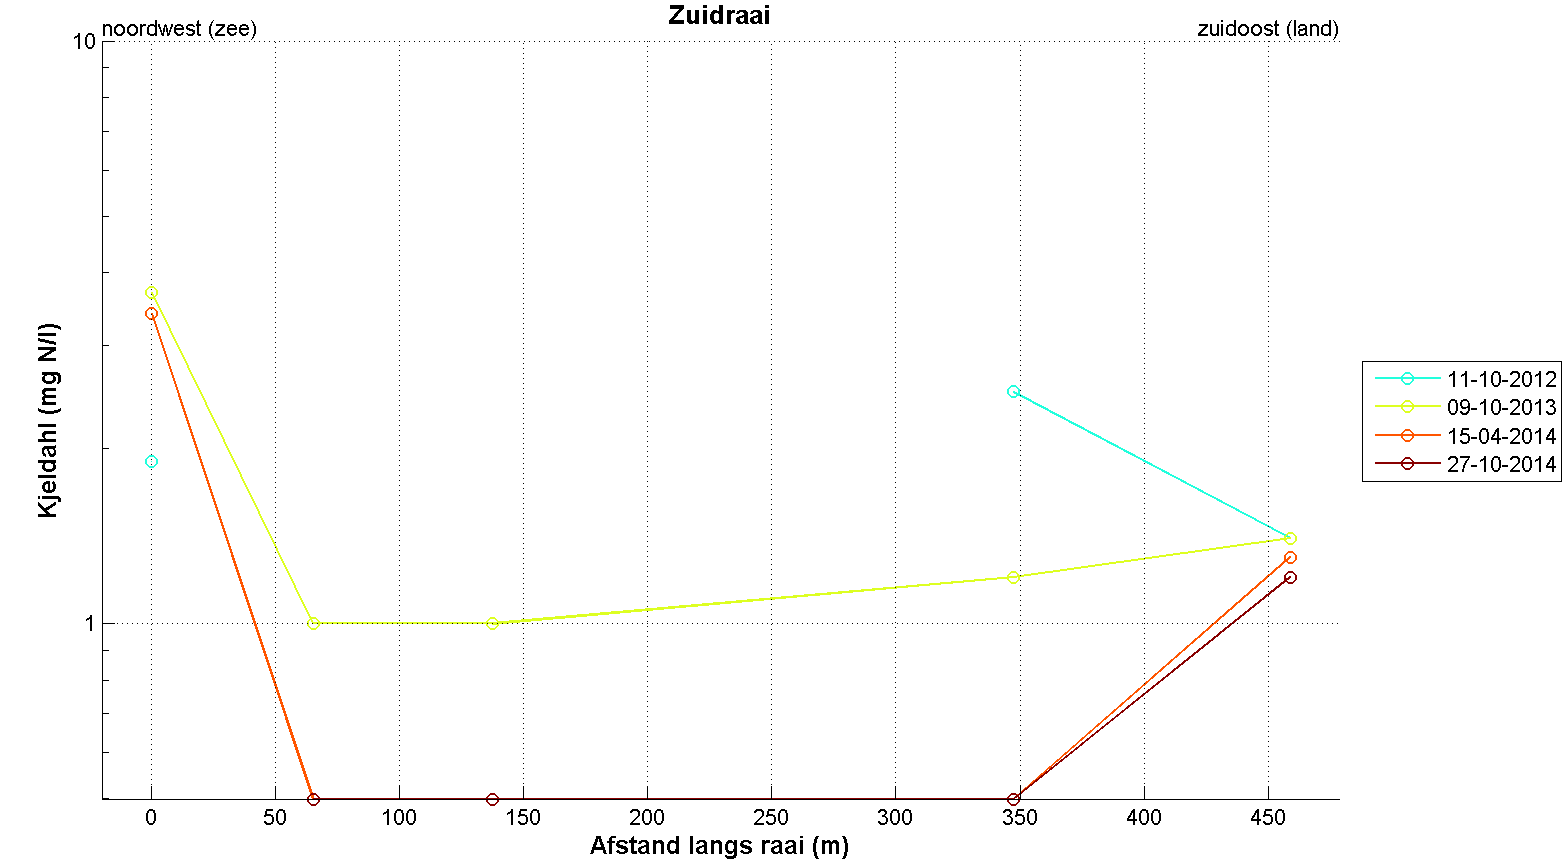 Zuidraai
noordwest (zee)
zuidoost (land)
10
1
Kjeldahl (mg N/l)
0 50 100 150 200 250 300 350 400 450
Afstand langs raai (m)
11-10-2012
09-10-2013
15-04-2014
27-10-2014